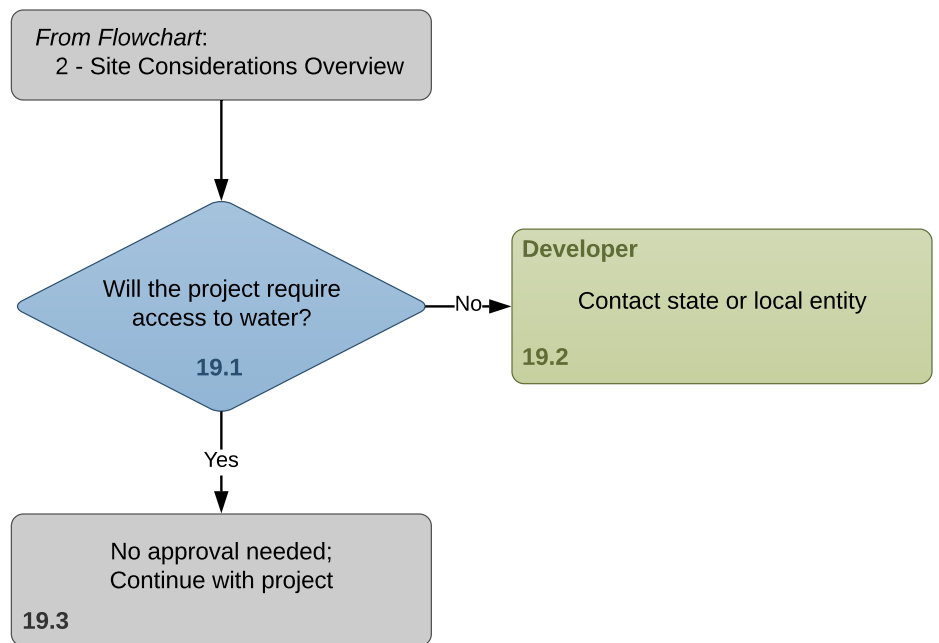 From Flowchart:
2 - Site Considerations Overview
Will the project require
access to water?
19.1
No
Developer
Contact state or local entity
19.2
Yes
No approval needed;
Continue with project
19.3